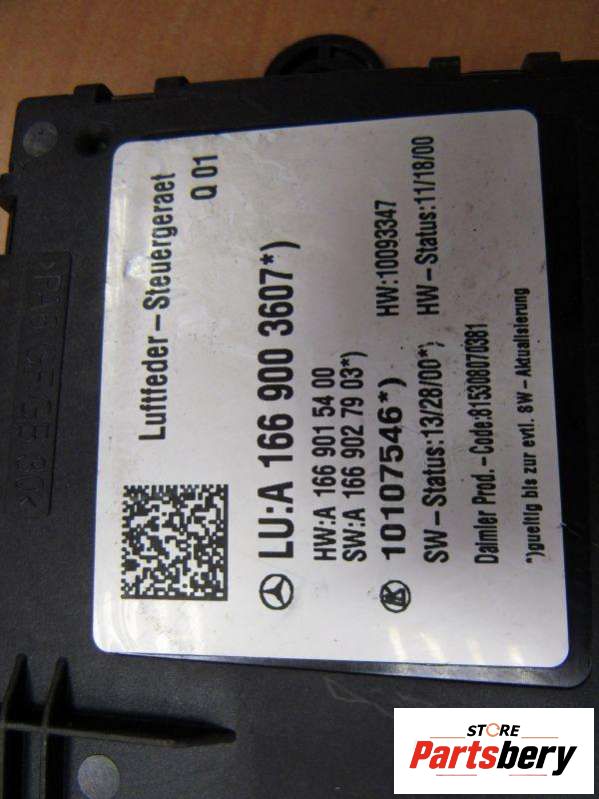 Luftfeder-Steuergeraet
Q 01
LU:A 166 900 3607*)
HW:A 166 901 54 00
SW:A 166 902 79 03*)
10107546*) HW:10093347
SW-Status:13/28/00*; HW-Status:11/18/00
Daimler Prod.-Code:815308070381
*)gueltig bis zur evtl. SW-Aktualisierung
STORE
Partsbery